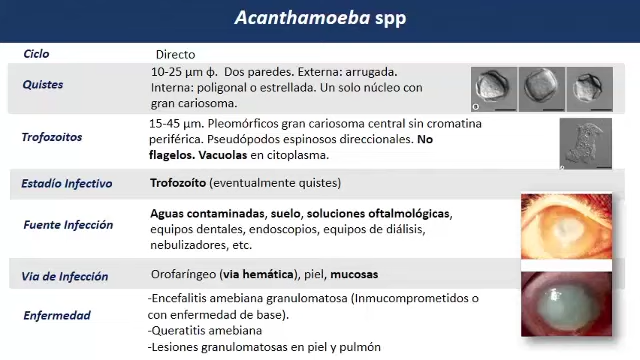 Acanthamoeba spp
Ciclo
Directo
Quistes
10-25 µm ф. Dos paredes. Externa: arrugada.
Interna: poligonal o estrellada. Un solo núcleo con
gran cariosoma.
Trofozoitos
15-45 µm. Pleomórficos gran cariosoma central sin cromatina
periférica. Pseudópodos espinosos direccionales. No
flagelos. Vacuolas en citoplasma.
Estadío Infectivo
Trofozoíto (eventualmente quistes)
Fuente Infección
Aguas contaminadas, suelo, soluciones oftalmológicas,
equipos dentales, endoscopios, equipos de diálisis,
nebulizadores, etc.
Via de Infección
Orofaríngeo (via hemática), piel, mucosas
Enfermedad
-Encefalitis amebiana granulomatosa (Inmucomprometidos o
con enfermedad de base).
-Queratitis amebiana
-Lesiones granulomatosas en piel y pulmón